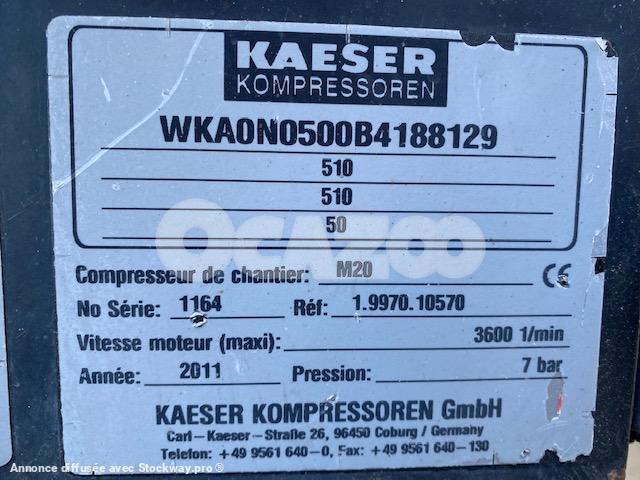 KAESER
KOMPRESSOREN
WKA0N0500B4188129
510
510
50
OCAZOO
Compresseur de chantier: M20 CE
No Série: 1164 Réf: 1.9970.10570
Vitesse moteur (maxi): 3600 1/min
Année: 2011 Pression: 7 bar
KAESER KOMPRESSOREN GmbH
Carl-Kaeser-Straße 26, 96450 Coburg / Germany
Telefon: +49 9561 640-0, Fax: +49 9561 640-130
Annonce diffusée avec Stockway.pro®